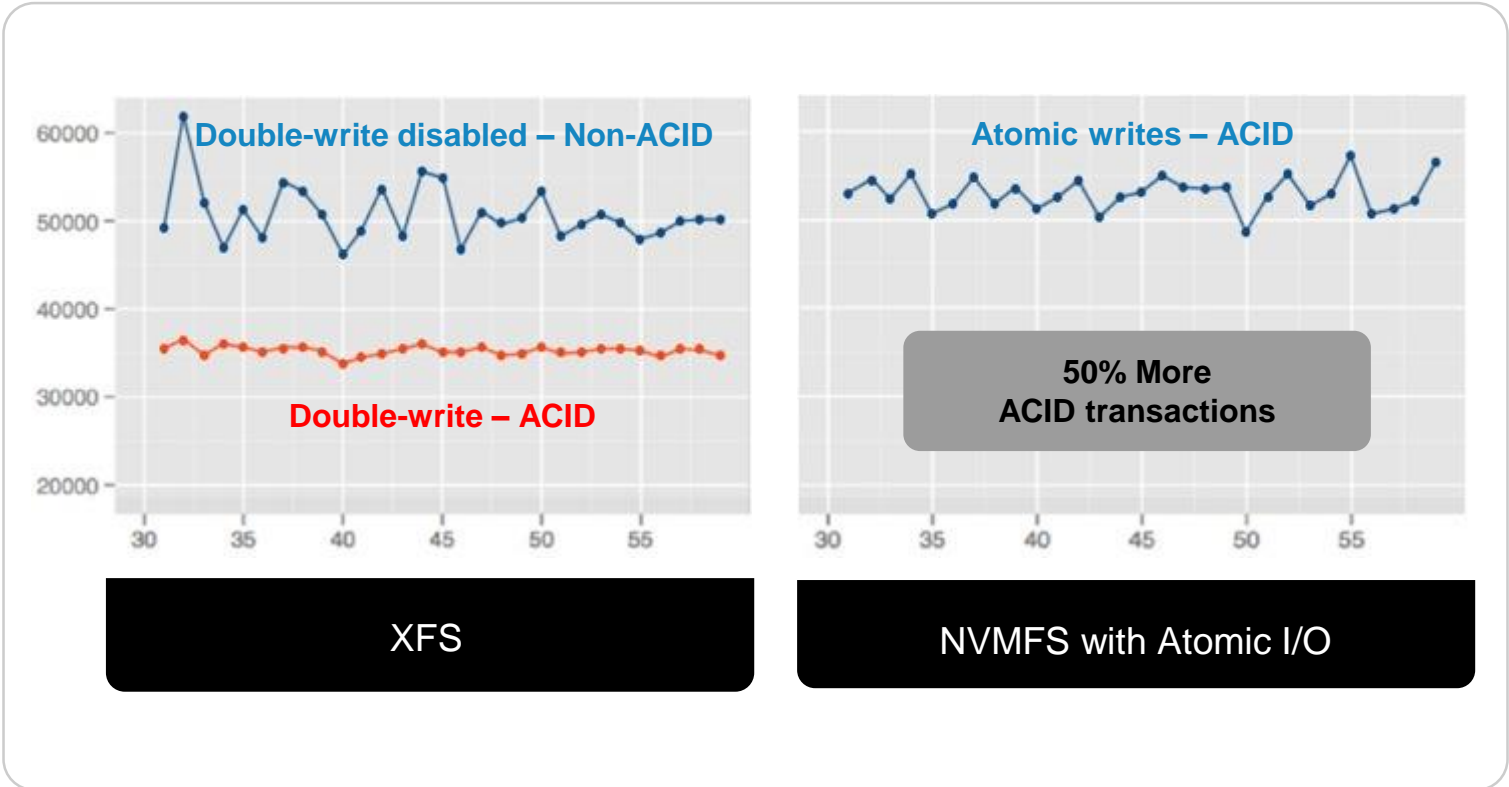 60000
50000
40000
30000
20000
Double-write disabled – Non-ACID
Double-write – ACID
30 35 40 45 50 55
XFS
Atomic writes – ACID
50% More
ACID transactions
30 35 40 45 50 55
NVMFS with Atomic I/O